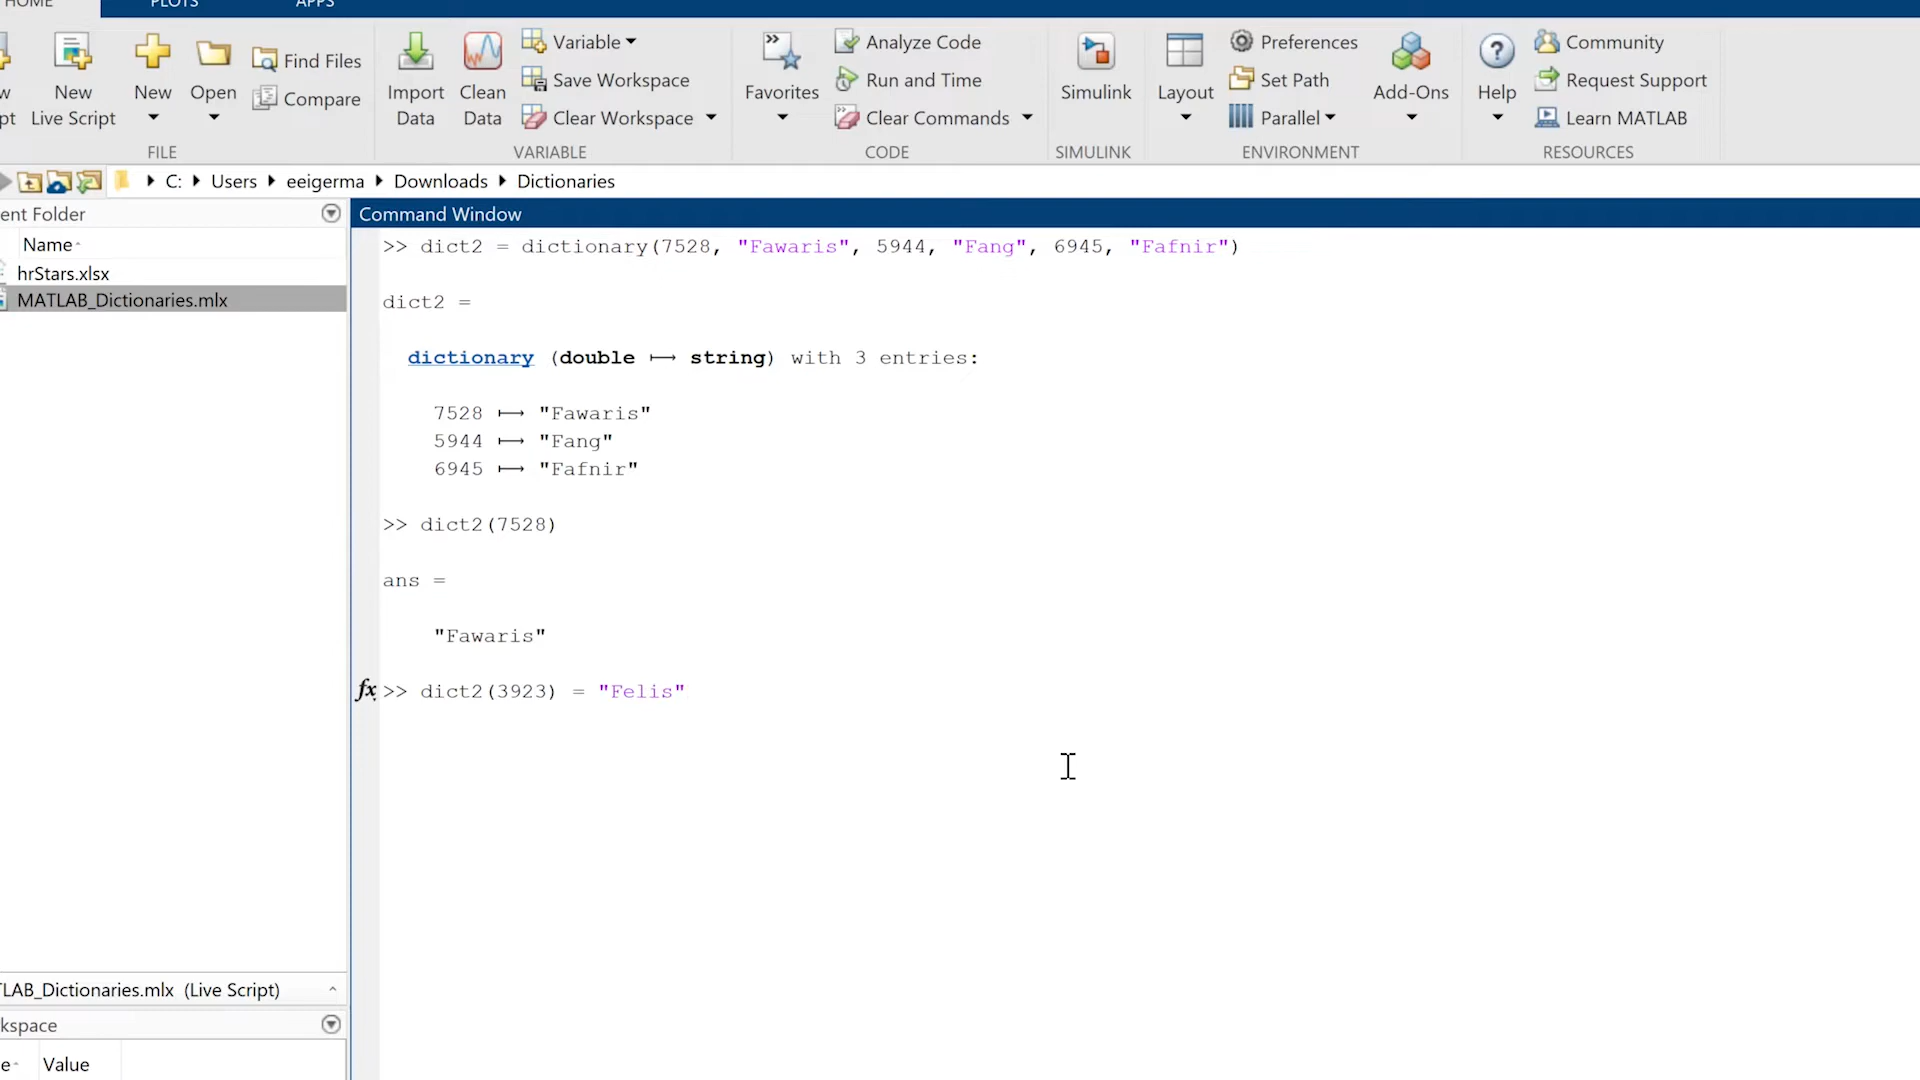 HOME PLOTS APPS
New Live Script
New
Open
Find Files
Compare
FILE
Import Data
Clean Data
Variable
Save Workspace
Clear Workspace
VARIABLE
Favorites
Analyze Code
Run and Time
Clear Commands
CODE
Simulink
SIMULINK
Layout
Preferences
Set Path
Parallel
Add-Ons
ENVIRONMENT
Help
Community
Request Support
Learn MATLAB
RESOURCES
C: Users eeigerma Downloads Dictionaries
ent Folder
Name
hrStars.xlsx
MATLAB_Dictionaries.mlx
Command Window
>> dict2 = dictionary(7528, "Fawaris", 5944, "Fang", 6945, "Fafnir")
dict2 =
dictionary (double ⟼ string) with 3 entries:
7528 ⟼ "Fawaris"
5944 ⟼ "Fang"
6945 ⟼ "Fafnir"
>> dict2(7528)
ans =
"Fawaris"
fx >> dict2(3923) = "Felis"
TLAB_Dictionaries.mlx (Live Script)
kspace
e Value